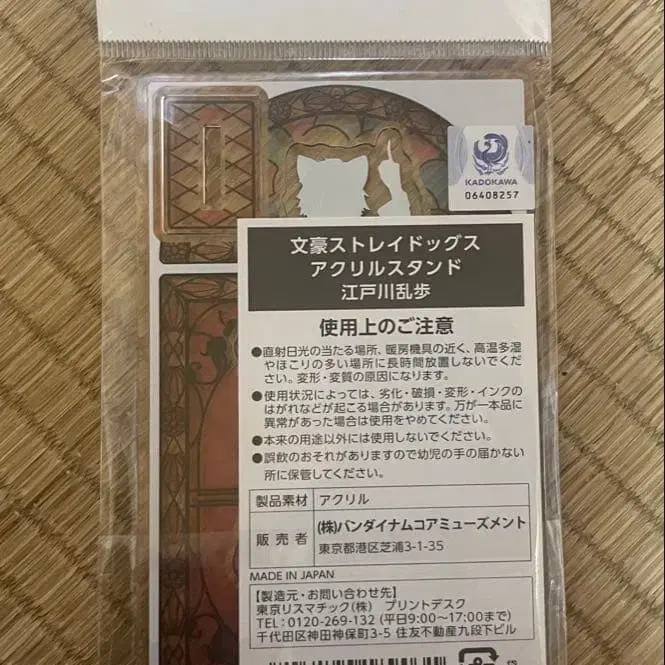 KADOKAWA
06408257
文豪ストレイドッグス
アクリルスタンド
江戸川乱歩
使用上のご注意
●直射日光の当たる場所、暖房機具の近く、高温多湿
やほこりの多い場所に長時間放置しないでくだ
さい。変形・変質の原因になります。
●使用状況によっては、劣化・破損・変形・インクの
はがれなどが起こる場合があります。万が一本品に
異常があった場合は使用をやめてください。
●本来の用途以外には使用しないでください。
●誤飲のおそれがありますので幼児の手の届かない
所に保管してください。
製品素材 アクリル
販売者 (株)バンダイナムコアミューズメント
東京都港区芝浦3-1-35
MADE IN JAPAN
【製造元・お問い合わせ先】
東京リスマチック(株) プリントデスク
TEL:0120-269-132 (平日9:00〜17:00まで)
千代田区神田神保町3-5 住友不動産九段下ビル